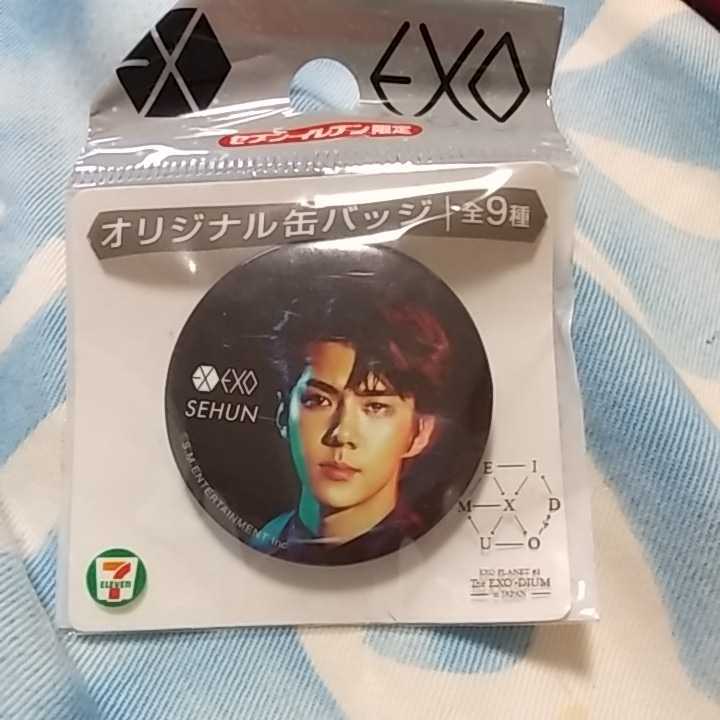 EXO
セブン-イレブン限定
オリジナル缶バッジ 全9種
EXO
SEHUN
S.M.ENTERTAINMENT Inc
E I
M X D
U O
7
ELEVEN
EXO PLANET #3
The EXO'DIUM
in JAPAN